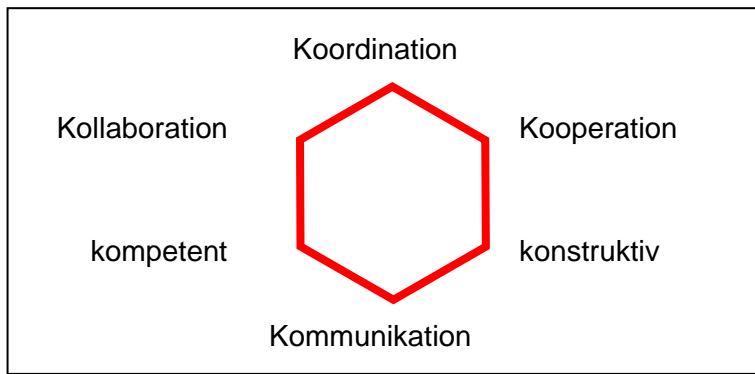 Koordination
Kollaboration
Kooperation
kompetent
konstruktiv
Kommunikation